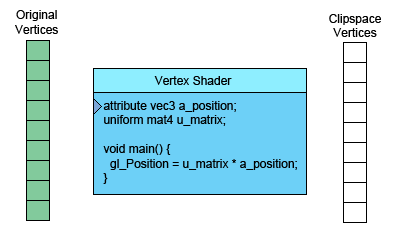 Original
Vertices
Clipspace
Vertices
Vertex Shader
attribute vec3 a_position;
uniform mat4 u_matrix;
void main() {
gl_Position = u_matrix * a_position;
}